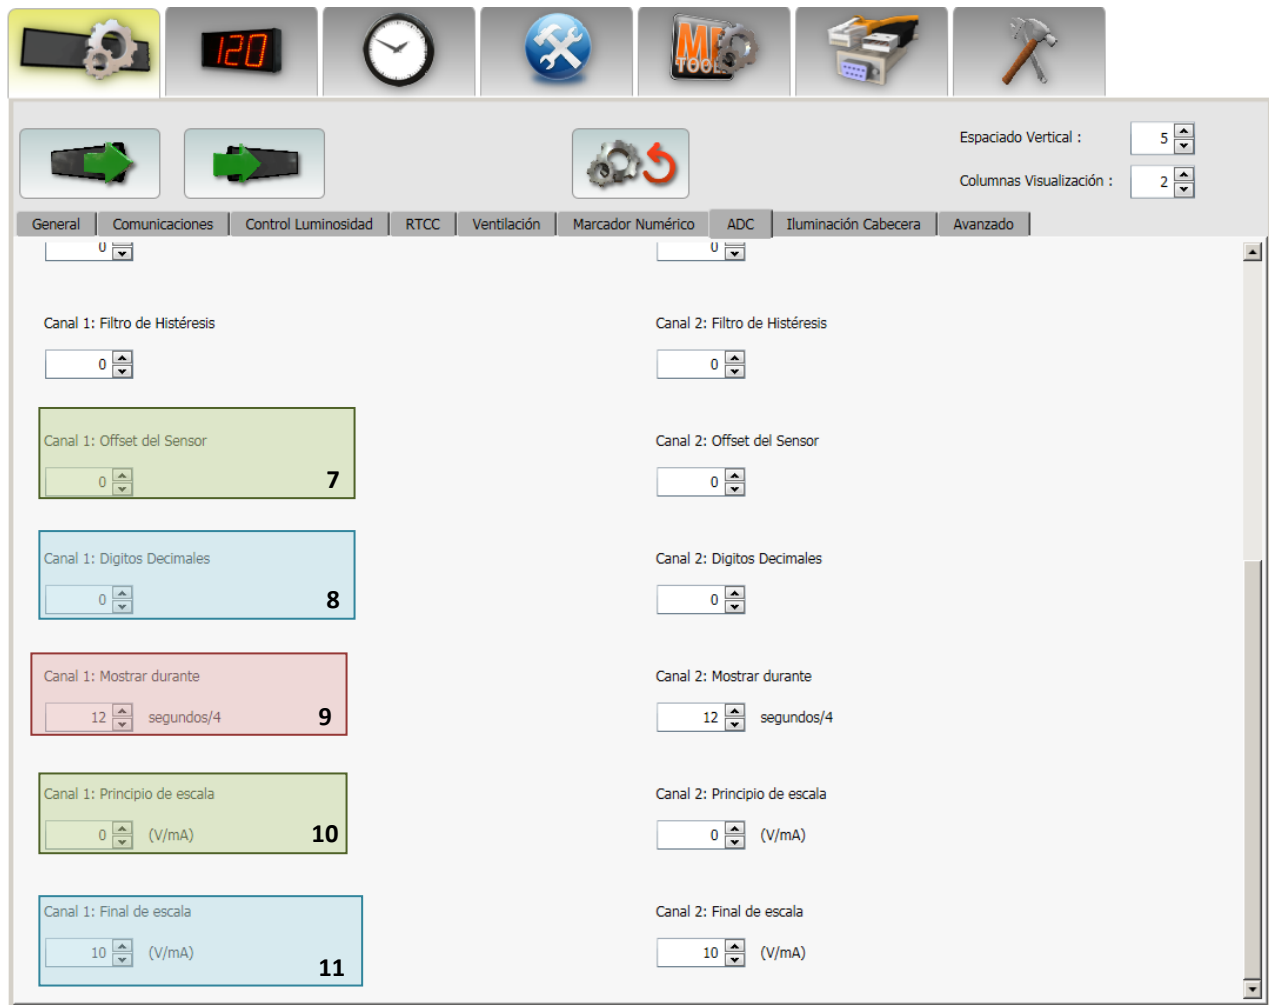 120
MP
TOOLS
Espaciado Vertical : 5
Columnas Visualización : 2
General Comunicaciones Control Luminosidad RTCC Ventilación Marcador Numérico ADC Iluminación Cabecera Avanzado
0 0
Canal 1: Filtro de Histéresis Canal 2: Filtro de Histéresis
0 0
Canal 1: Offset del Sensor Canal 2: Offset del Sensor
0 7 0
Canal 1: Digitos Decimales Canal 2: Digitos Decimales
0 8 0
Canal 1: Mostrar durante Canal 2: Mostrar durante
12 segundos/4 9 12 segundos/4
Canal 1: Principio de escala Canal 2: Principio de escala
0 (V/mA) 10 0 (V/mA)
Canal 1: Final de escala Canal 2: Final de escala
10 (V/mA) 11 10 (V/mA)